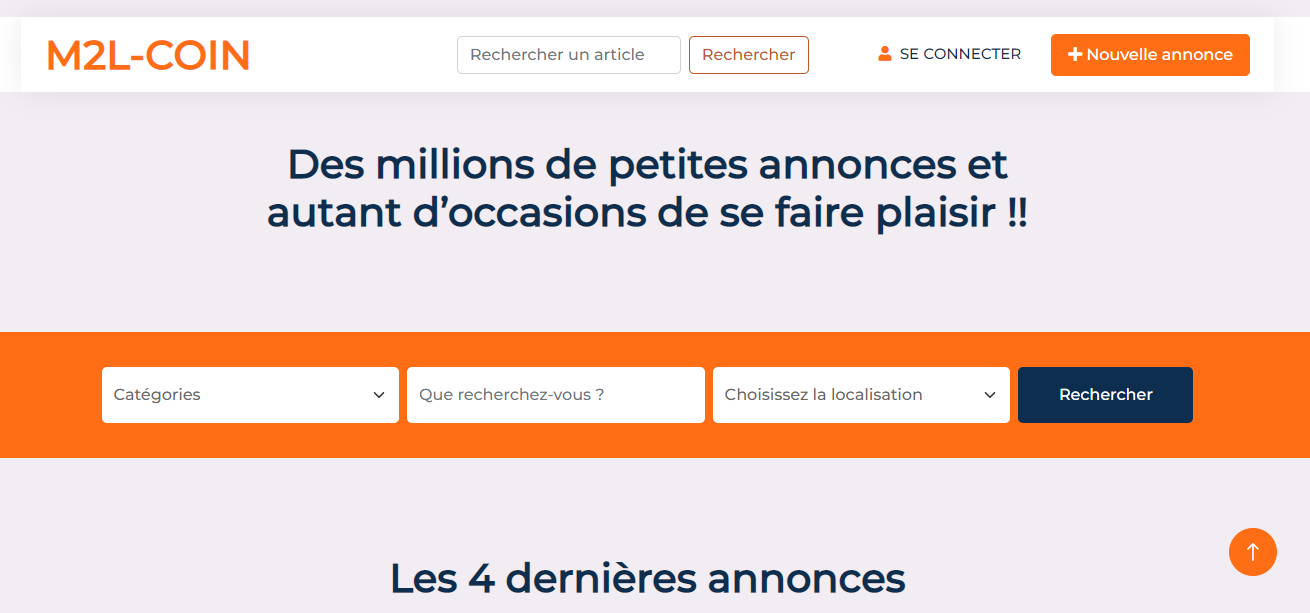 M2L-COIN
Rechercher un article
Rechercher
SE CONNECTER
Nouvelle annonce
Des millions de petites annonces et
autant d’occasions de se faire plaisir !!
Catégories
Que recherchez-vous ?
Choisissez la localisation
Rechercher
Les 4 dernières annonces